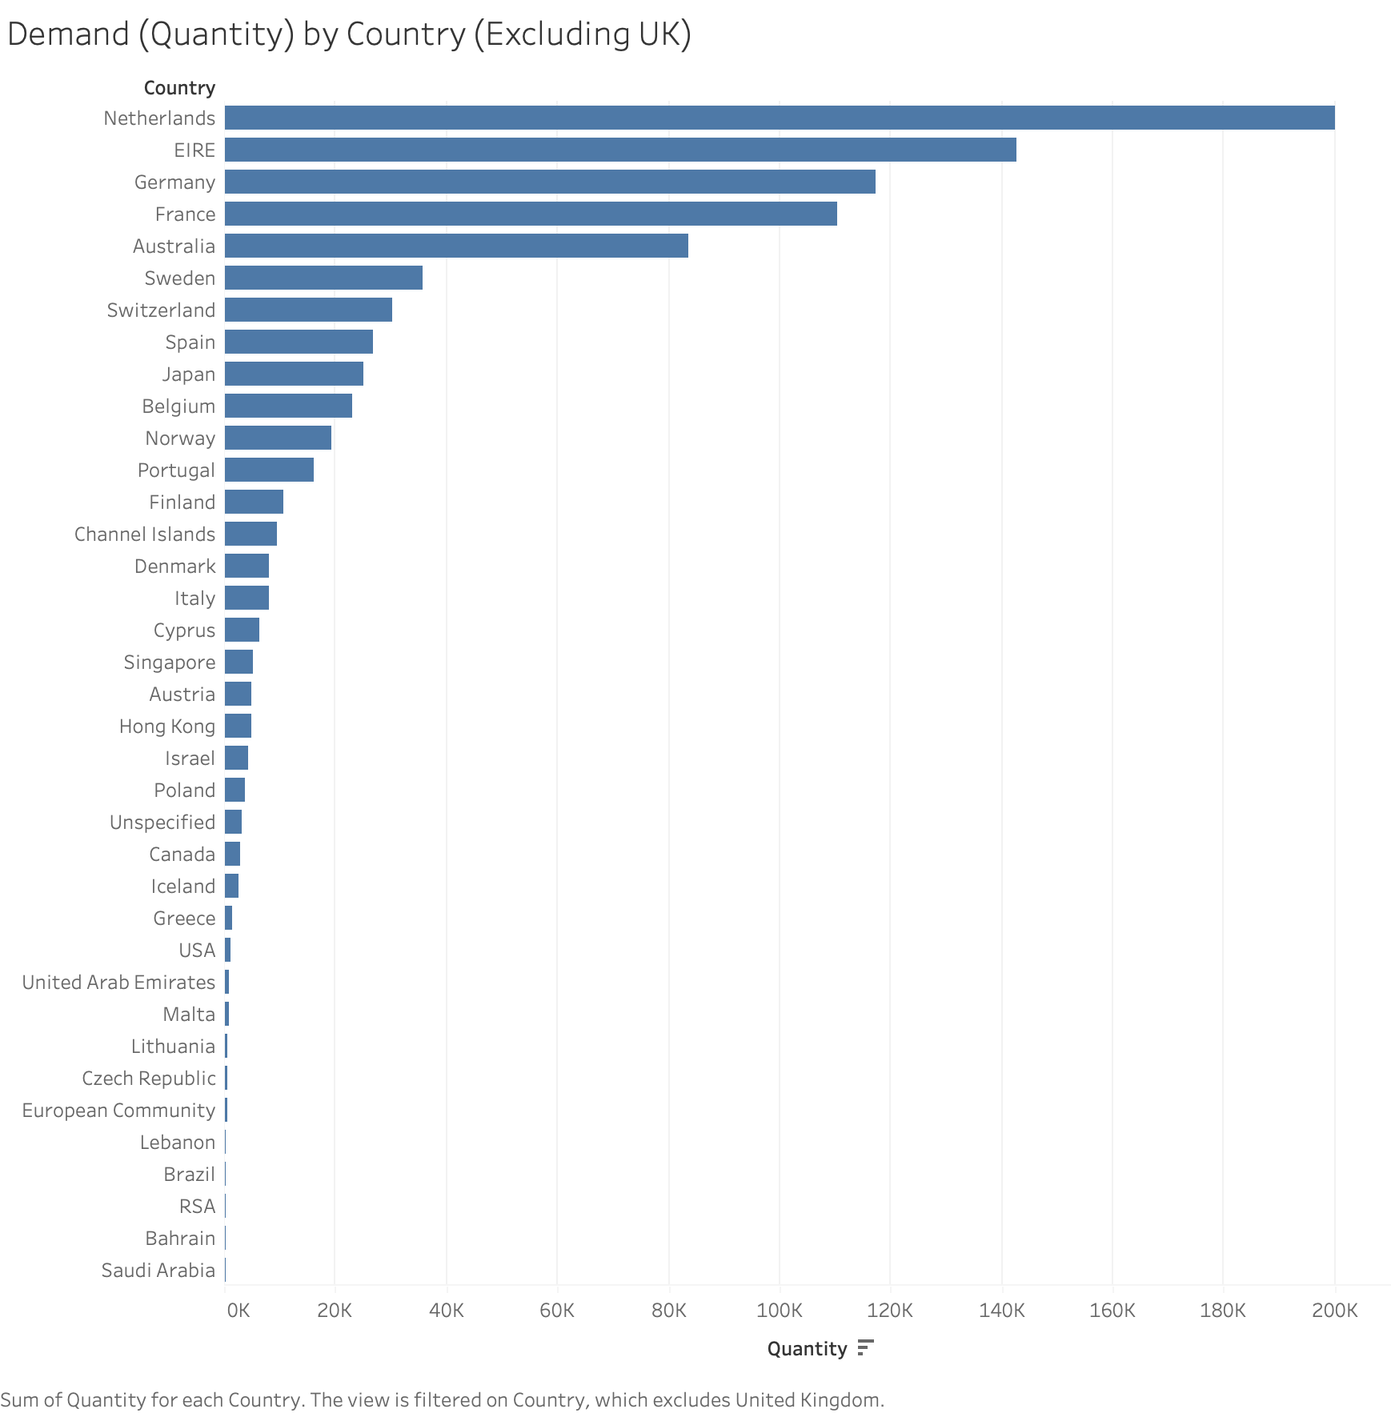 Demand (Quantity) by Country (Excluding UK)
Country
Netherlands
EIRE
Germany
France
Australia
Sweden
Switzerland
Spain
Japan
Belgium
Norway
Portugal
Finland
Channel Islands
Denmark
Italy
Cyprus
Singapore
Austria
Hong Kong
Israel
Poland
Unspecified
Canada
Iceland
Greece
USA
United Arab Emirates
Malta
Lithuania
Czech Republic
European Community
Lebanon
Brazil
RSA
Bahrain
Saudi Arabia
0K 20K 40K 60K 80K 100K 120K 140K 160K 180K 200K
Quantity
Sum of Quantity for each Country. The view is filtered on Country, which excludes United Kingdom.